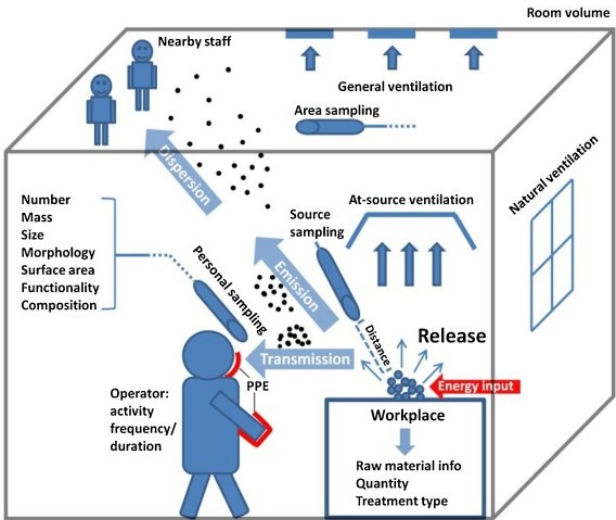 Room volume
Nearby staff
General ventilation
Area sampling
Dispersion
Natural ventilation
Number
Mass
Size
Morphology
Surface area
Functionality
Composition
At-source ventilation
Source
sampling
Personal sampling
Emission
Distance
Release
Transmission
Energy input
PPE
Operator:
activity
frequency/
duration
Workplace
Raw material info
Quantity
Treatment type